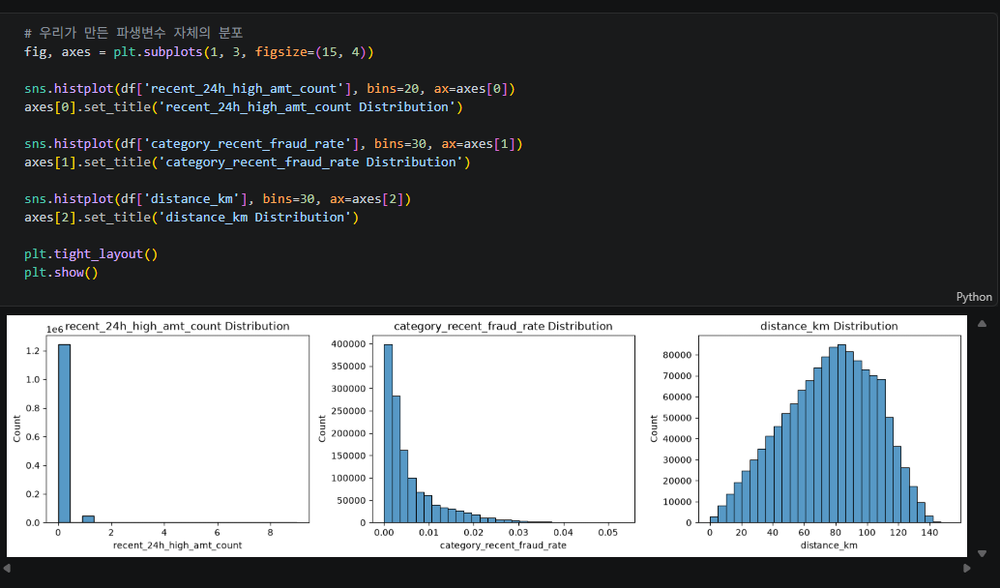 # 우리가 만든 파생변수 자체의 분포
fig, axes = plt.subplots(1, 3, figsize=(15, 4))
sns.histplot(df['recent_24h_high_amt_count'], bins=20, ax=axes[0])
axes[0].set_title('recent_24h_high_amt_count Distribution')
sns.histplot(df['category_recent_fraud_rate'], bins=30, ax=axes[1])
axes[1].set_title('category_recent_fraud_rate Distribution')
sns.histplot(df['distance_km'], bins=30, ax=axes[2])
axes[2].set_title('distance_km Distribution')
plt.tight_layout()
plt.show()
Python
1e6 recent_24h_high_amt_count Distribution
1.2
1.0
0.8
0.6
0.4
0.2
0.0
Count
0 2 4 6 8
recent_24h_high_amt_count
category_recent_fraud_rate Distribution
400000
350000
300000
250000
200000
150000
100000
50000
0
Count
0.00 0.01 0.02 0.03 0.04 0.05
category_recent_fraud_rate
distance_km Distribution
80000
70000
60000
50000
40000
30000
20000
10000
0
Count
0 20 40 60 80 100 120 140
distance_km